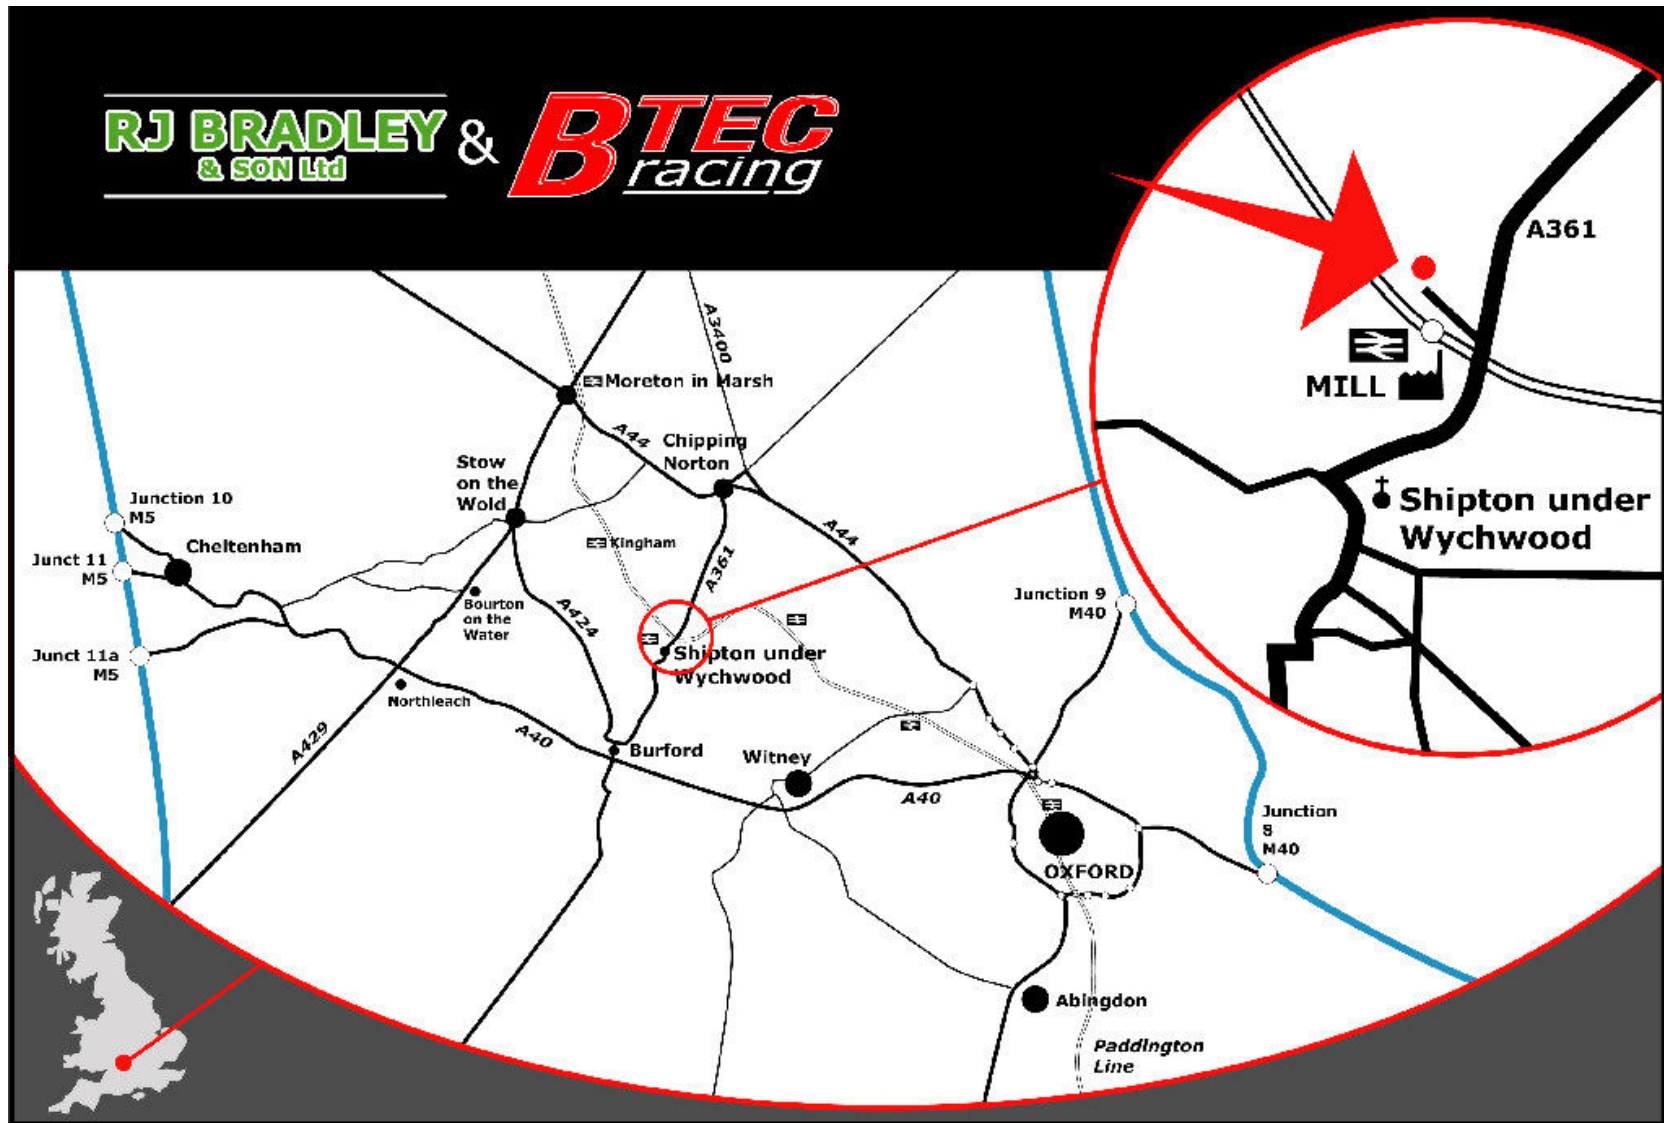 RJ BRADLEY
& SON Ltd
&
BTEC
racing
A361
MILL
Shipton under
Wychwood
A3400
Moreton in Marsh
A44
Chipping
Norton
Stow
on the
Wold
Junction 10
M5
Cheltenham
Junct 11
M5
Kingham
A361
A44
Bourton
on the
Water
A424
Junction 9
M40
Junct 11a
M5
Shipton under
Wychwood
Northleach
A429
A40
Burford
Witney
A40
Junction
8
M40
OXFORD
Abingdon
Paddington
Line